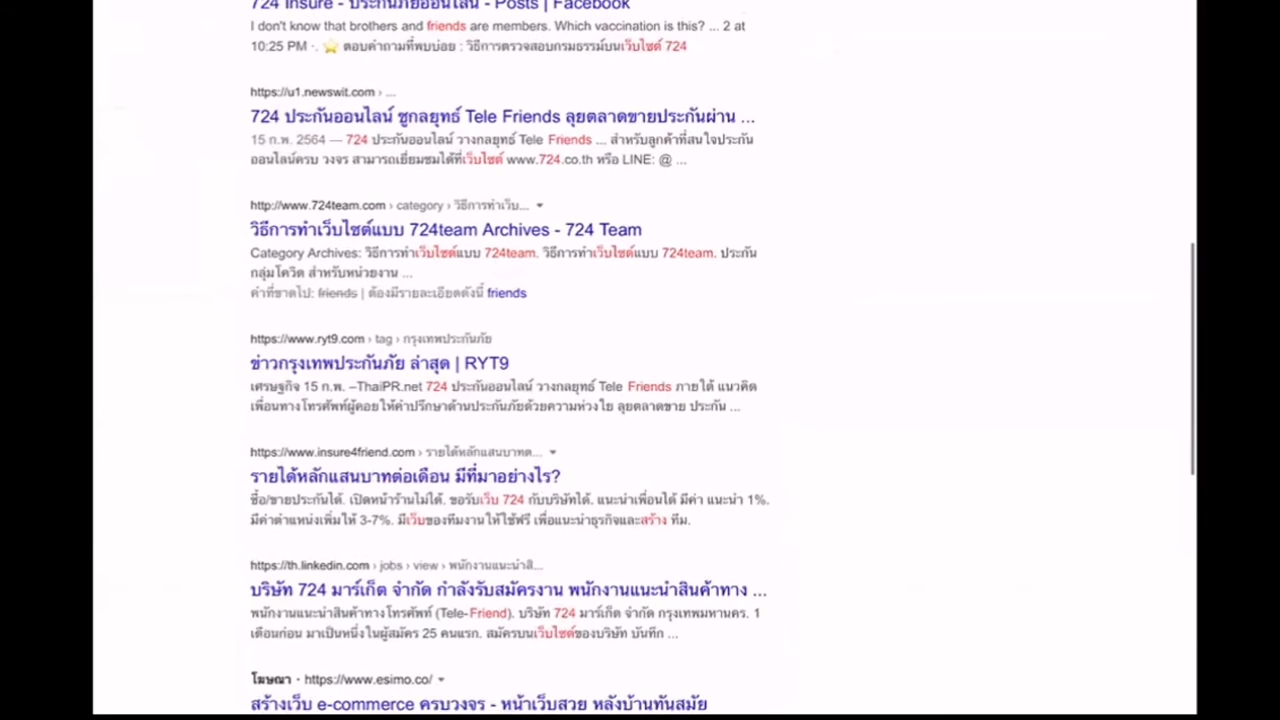 724 Insure - ประกันภัยออนไลน์ - Posts | Facebook
I don't know that brothers and friends are members. Which vaccination is this? ... 2 at
10:25 PM ·. ⭐ ตอบคำถามที่พบบ่อย : วิธีการตรวจสอบกรมธรรม์บนเว็บไซต์ 724
https://u1.newswit.com › ...
724 ประกันออนไลน์ ชูกลยุทธ์ Tele Friends ลุยตลาดขายประกันผ่าน ...
15 ก.พ. 2564 — 724 ประกันออนไลน์ วางกลยุทธ์ Tele Friends ... สำหรับลูกค้าที่สนใจประกัน
ออนไลน์ครบ วงจร สามารถเยี่ยมชมได้ที่เว็บไซต์ www.724.co.th หรือ LINE: @ ...
http://www.724team.com › category › วิธีการทำเว็บ...
วิธีการทำเว็บไซต์แบบ 724team Archives - 724 Team
Category Archives: วิธีการทำเว็บไซต์แบบ 724team. วิธีการทำเว็บไซต์แบบ 724team. ประกัน
กลุ่มโควิด สำหรับหน่วยงาน ...
คำที่ขาดไป: friends | ต้องมีรายละเอียดดังนี้ friends
https://www.ryt9.com › tag › กรุงเทพประกันภัย
ข่าวกรุงเทพประกันภัย ล่าสุด | RYT9
เศรษฐกิจ 15 ก.พ. –ThaiPR.net 724 ประกันออนไลน์ วางกลยุทธ์ Tele Friends ภายใต้ แนวคิด
เพื่อนทางโทรศัพท์ผู้คอยให้คำปรึกษาด้านประกันภัยด้วยความห่วงใย ลุยตลาดขาย ประกัน ...
https://www.insure4friend.com › รายได้หลักแสนบาทต...
รายได้หลักแสนบาทต่อเดือน มีที่มาอย่างไร?
ซื้อ/ขายประกันได้. เปิดหน้าร้านไม่ได้. ขอรับเว็บ 724 กับบริษัทได้. แนะนำเพื่อนได้ มีค่า แนะนำ 1%.
มีค่าตำแหน่งเพิ่มให้ 3-7%. มีเว็บของทีมงานให้ใช้ฟรี เพื่อแนะนำธุรกิจและสร้าง ทีม.
https://th.linkedin.com › jobs › view › พนักงานแนะนำสิ...
บริษัท 724 มาร์เก็ต จำกัด กำลังรับสมัครงาน พนักงานแนะนำสินค้าทาง ...
พนักงานแนะนำสินค้าทางโทรศัพท์ (Tele-Friend). บริษัท 724 มาร์เก็ต จำกัด กรุงเทพมหานคร. 1
เดือนก่อน มาเป็นหนึ่งในผู้สมัคร 25 คนแรก. สมัครบนเว็บไซต์ของบริษัท บันทึก ...
โฆษณา · https://www.esimo.co/
สร้างเว็บ e-commerce ครบวงจร - หน้าเว็บสวย หลังบ้านทันสมัย